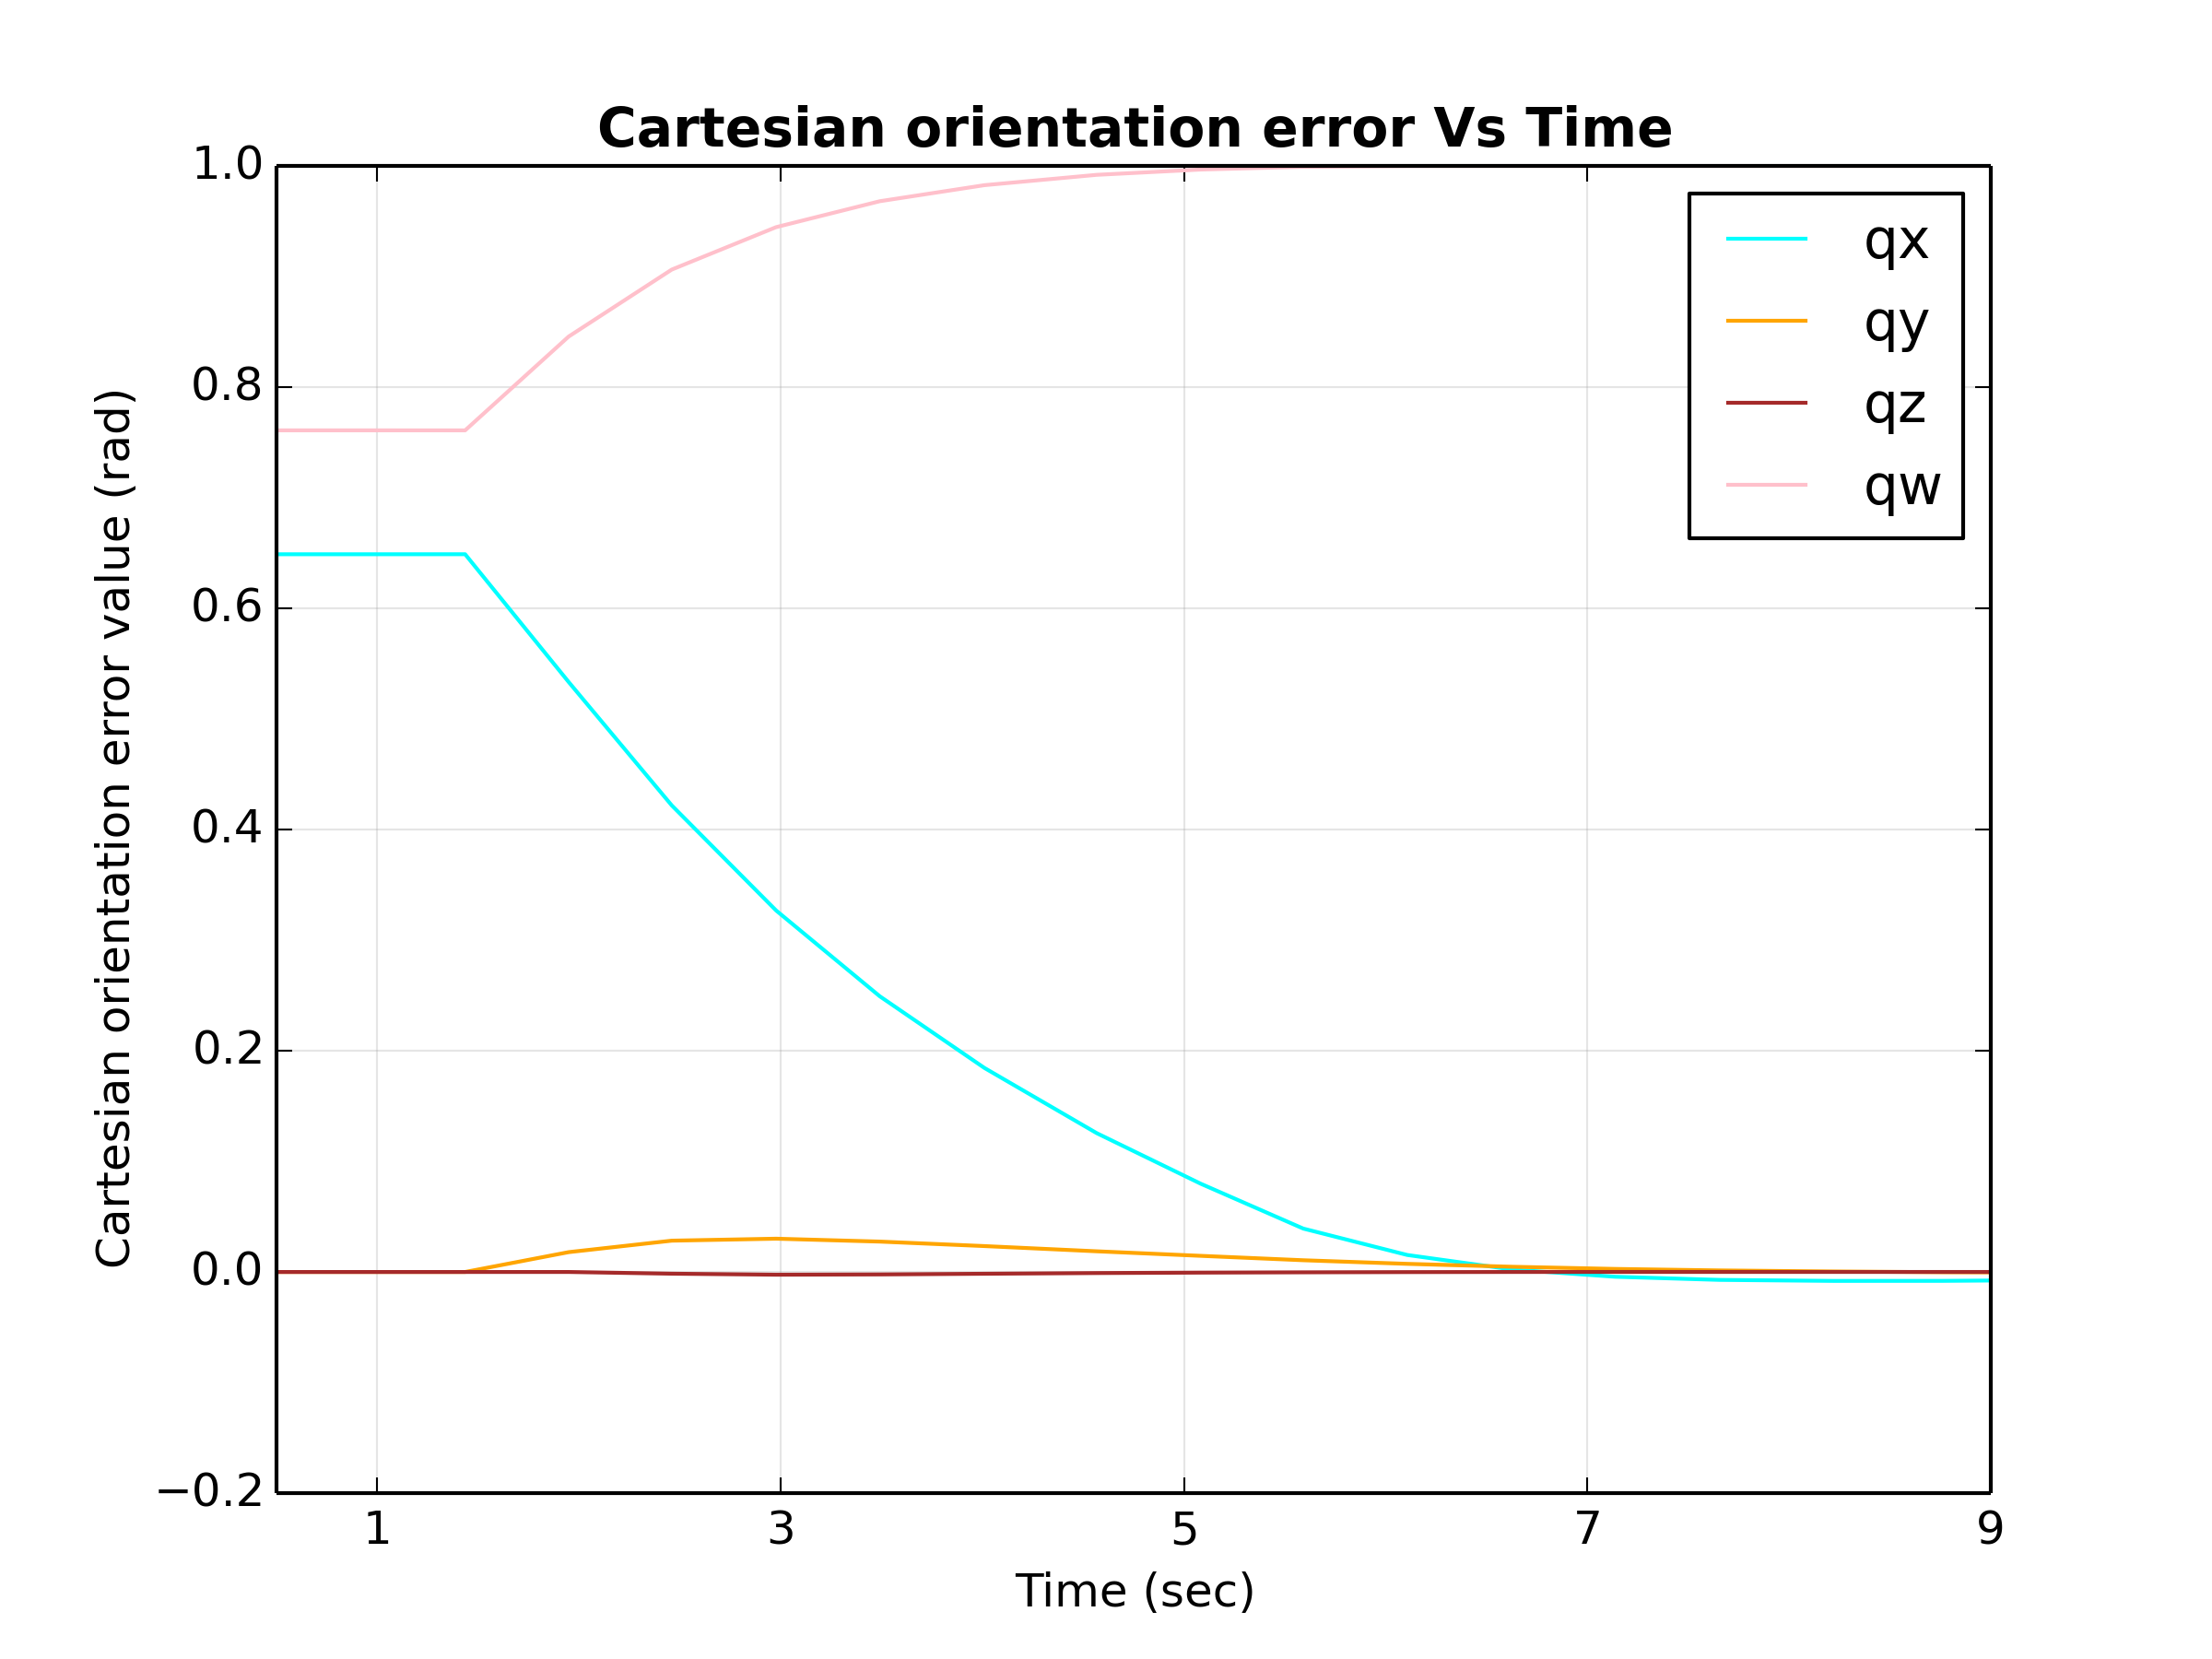 Cartesian orientation error Vs Time
1.0
0.8
0.6
0.4
0.2
0.0
−0.2
Cartesian orientation error value (rad)
qx
qy
qz
qw
1 3 5 7 9
Time (sec)